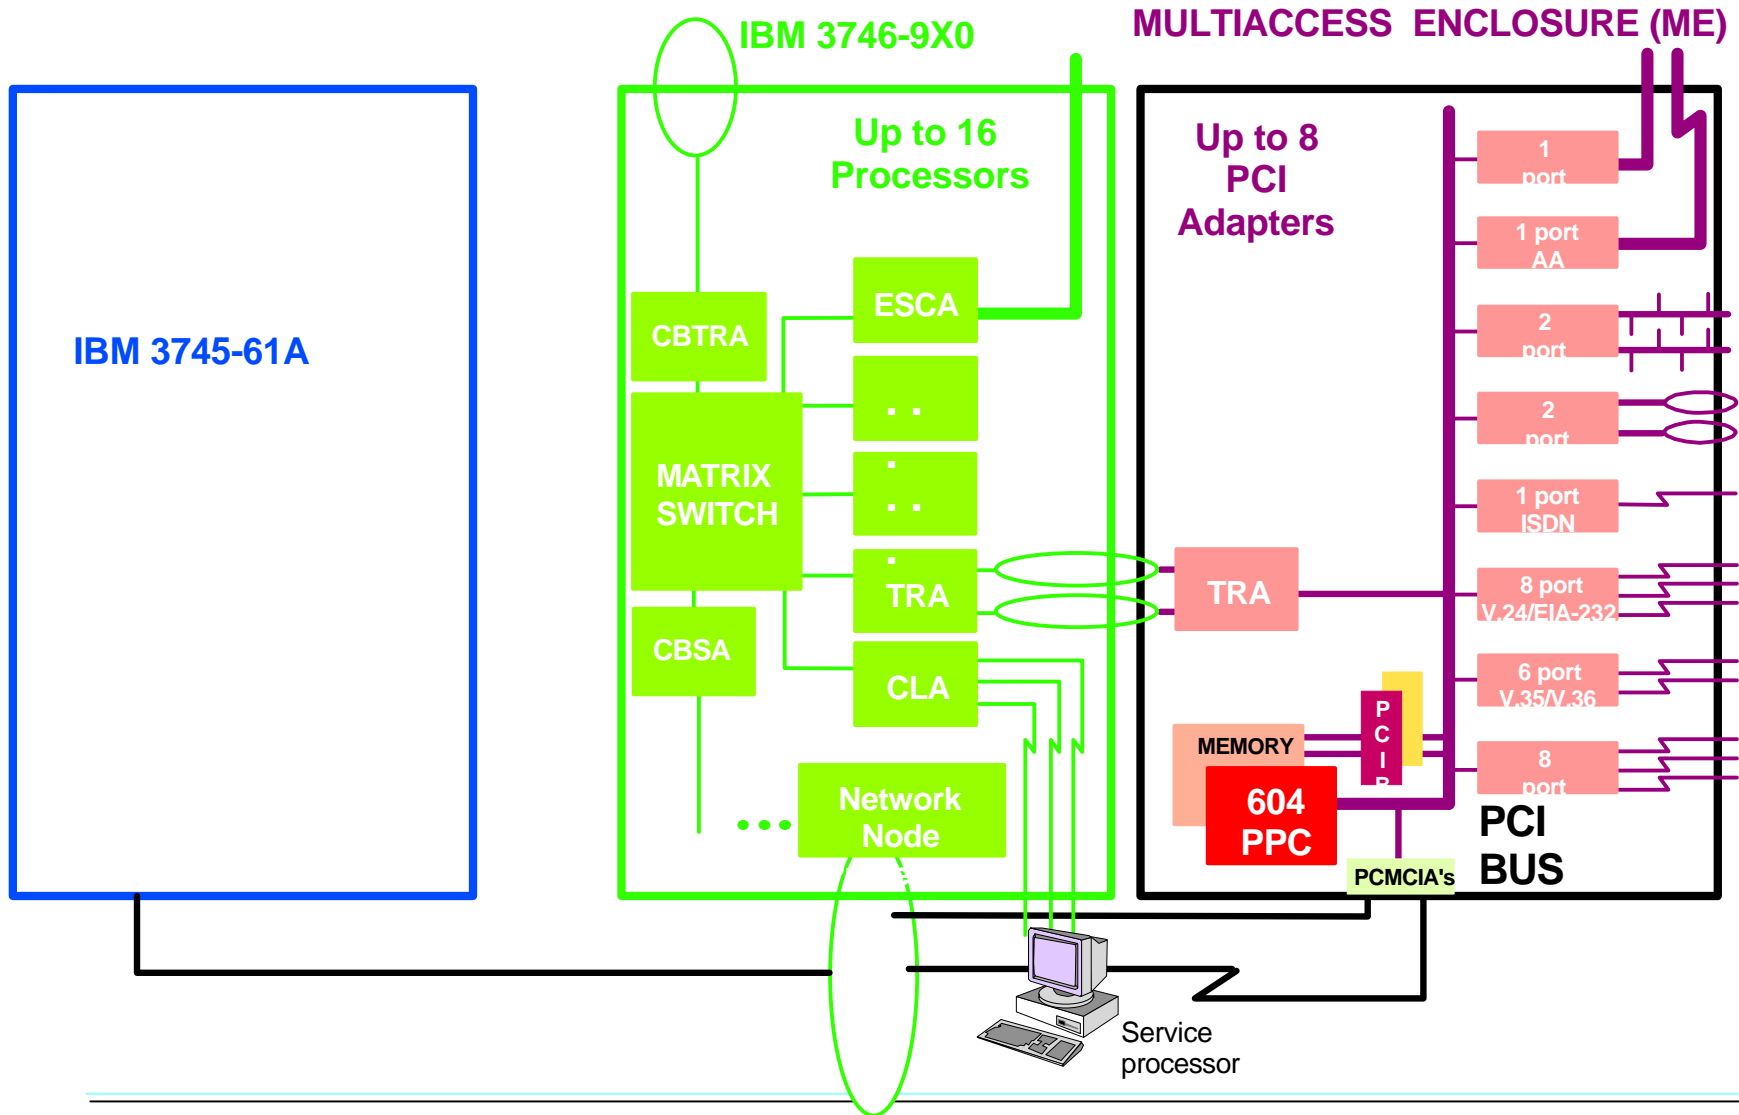 IBM 3746-9X0
MULTIACCESS ENCLOSURE (ME)
IBM 3745-61A
Up to 16
Processors
CBTRA
MATRIX
SWITCH
CBSA
ESCA
. .
.
. .
.
TRA
CLA
Network
Node
Up to 8
PCI
Adapters
TRA
MEMORY
604
PPC
P
C
I
B
PCMCIA's
PCI
BUS
1
port
1 port
AA
2
port
2
port
1 port
ISDN
8 port
V.24/EIA-232
6 port
V.35/V.36
8
port
Service
processor